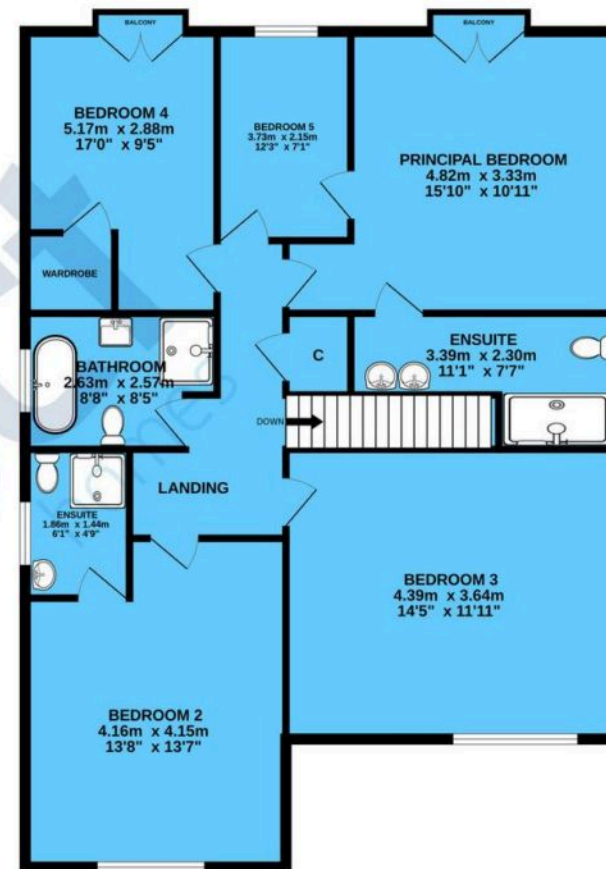 BALCONY
BALCONY
BEDROOM 4
5.17m x 2.88m
17'0" x 9'5"
BEDROOM 5
3.73m x 2.15m
12'3" x 7'1"
PRINCIPAL BEDROOM
4.82m x 3.33m
15'10" x 10'11"
WARDROBE
BATHROOM
2.63m x 2.57m
8'8" x 8'5"
C
ENSUITE
3.39m x 2.30m
11'1" x 7'7"
DOWN
LANDING
ENSUITE
1.86m x 1.44m
6'1" x 4'9"
BEDROOM 3
4.39m x 3.64m
14'5" x 11'11"
BEDROOM 2
4.16m x 4.15m
13'8" x 13'7"
homes